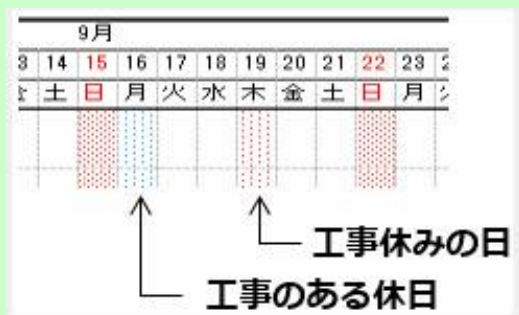 9月
14 15 16 17 18 19 20 21 22 23
土 日 月 火 水 木 金 土 日 月
工事休みの日
工事のある休日